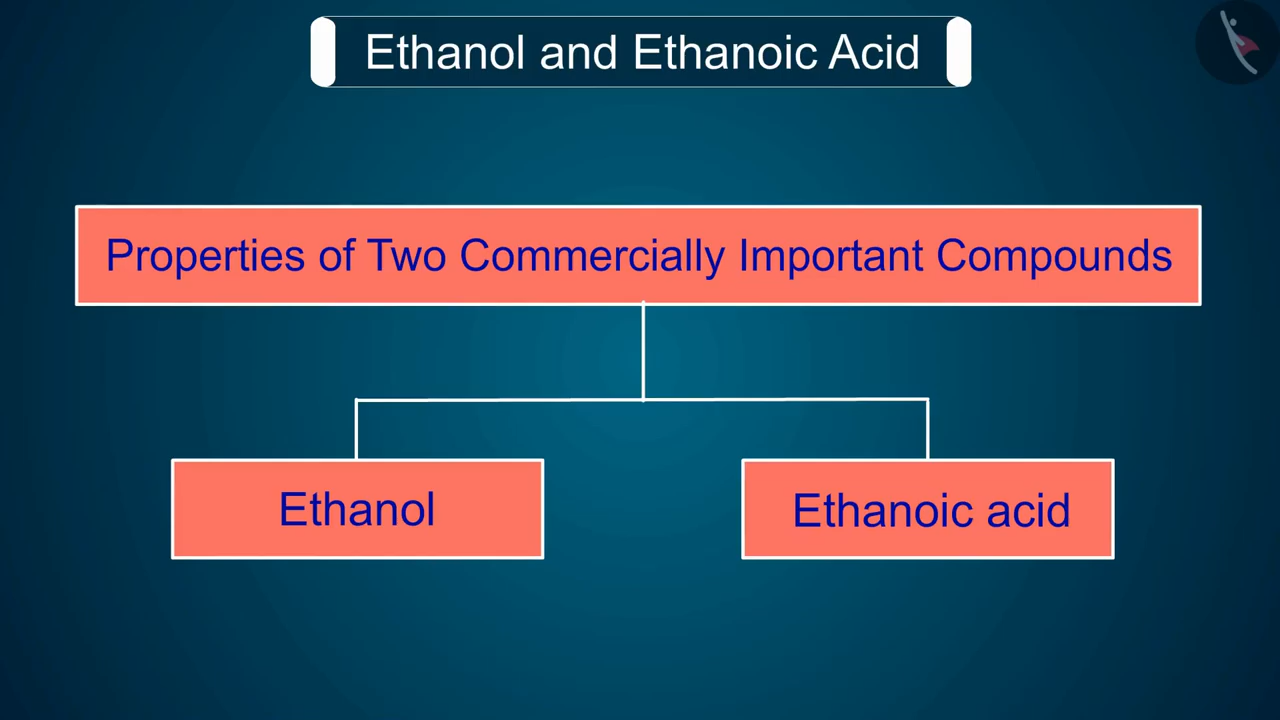 Ethanol and Ethanoic Acid
Properties of Two Commercially Important Compounds
Ethanol
Ethanoic acid